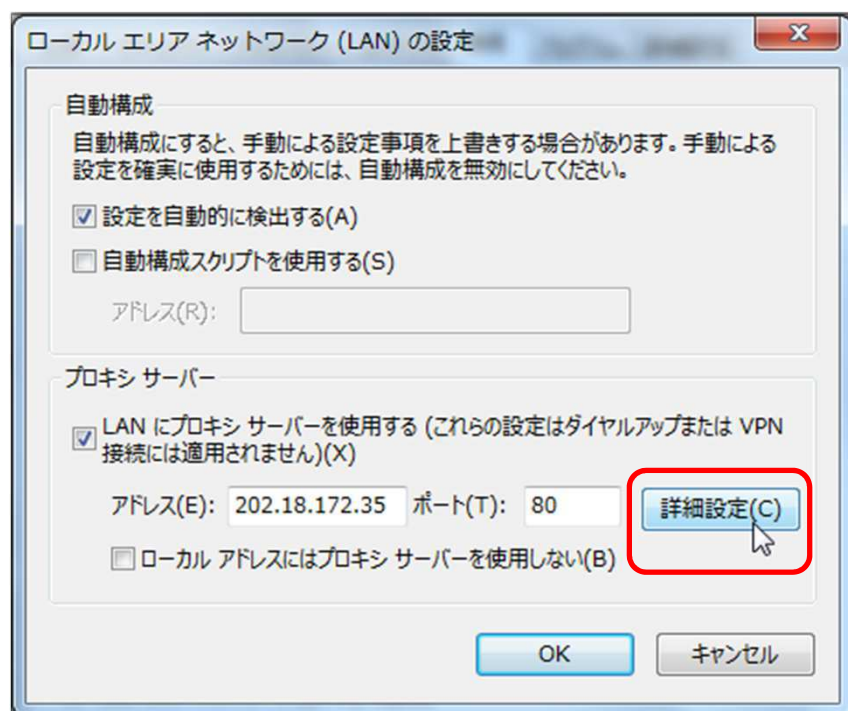 ローカル エリア ネットワーク (LAN) の設定
自動構成
自動構成にすると、手動による設定事項を上書きする場合があります。手動による
設定を確実に使用するためには、自動構成を無効にしてください。
設定を自動的に検出する(A)
自動構成スクリプトを使用する(S)
アドレス(R):
プロキシ サーバー
LAN にプロキシ サーバーを使用する (これらの設定はダイヤルアップまたは VPN
接続には適用されません)(X)
アドレス(E): 202.18.172.35 ポート(T): 80 詳細設定(C)
ローカル アドレスにはプロキシ サーバーを使用しない(B)
OK キャンセル